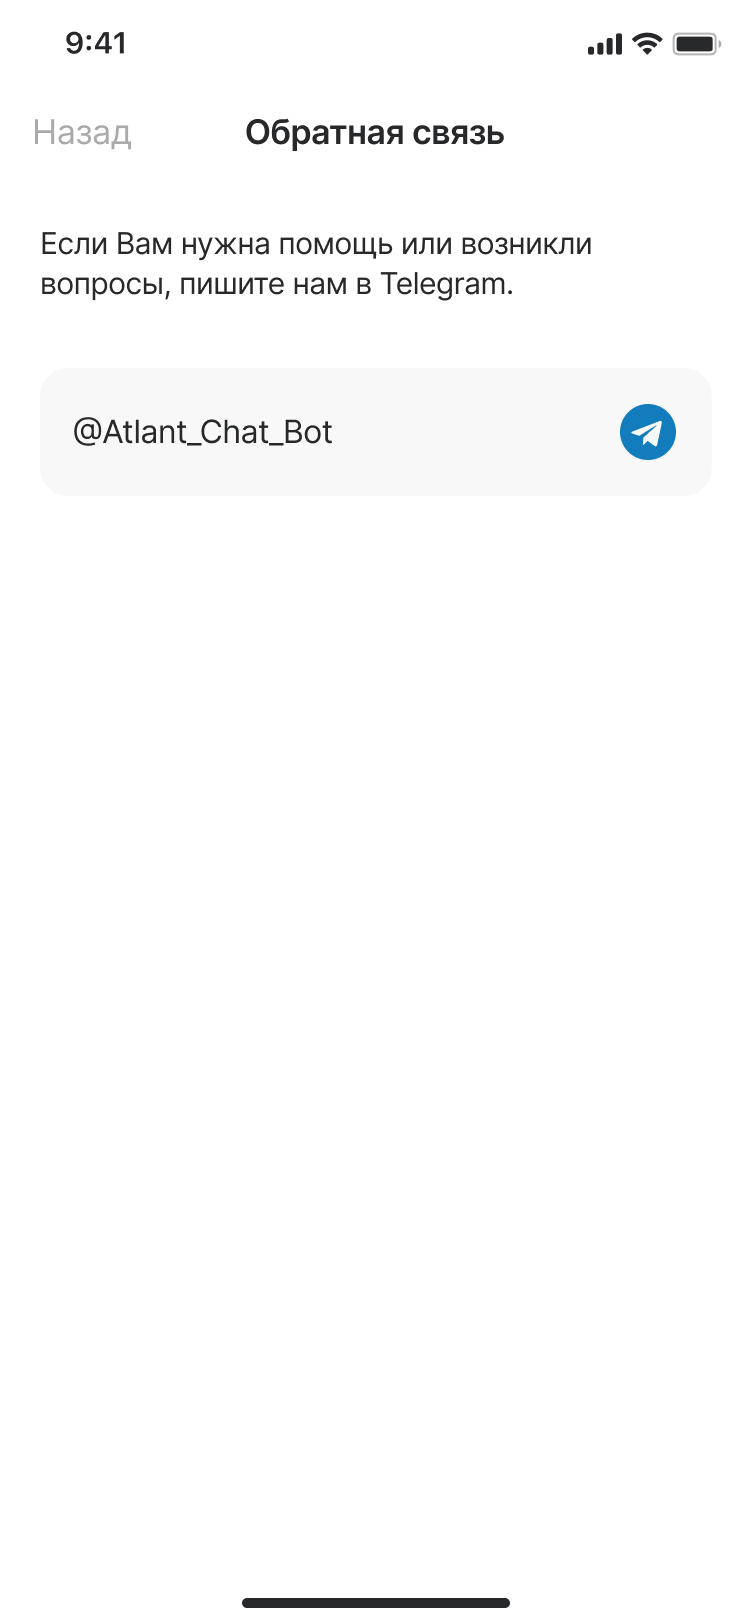 9:41
Назад
Обратная связь
Если Вам нужна помощь или возникли
вопросы, пишите нам в Telegram.
@Atlant_Chat_Bot